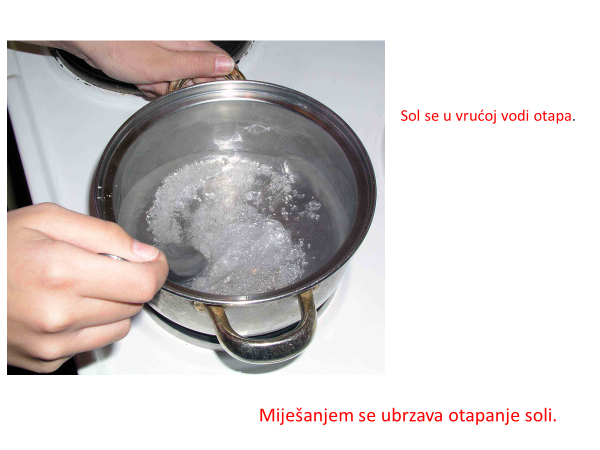 Sol se u vrućoj vodi otapa.
Miješanjem se ubrzava otapanje soli.